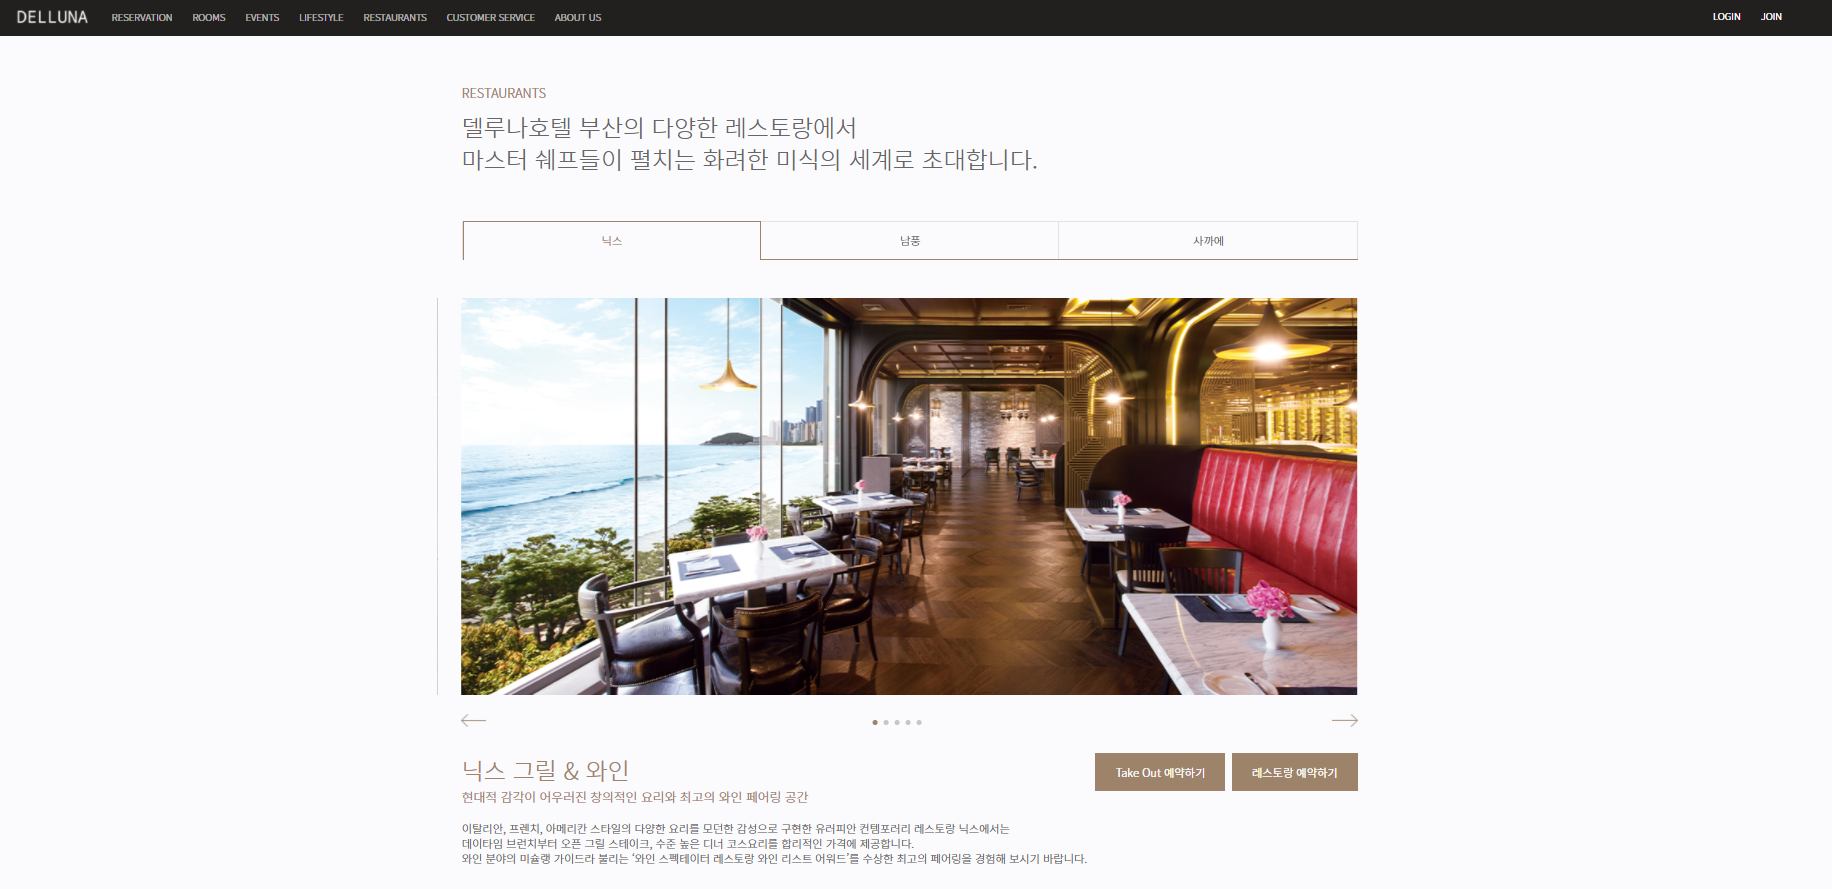 DELLUNA RESERVATION ROOMS EVENTS LIFESTYLE RESTAURANTS CUSTOMER SERVICE ABOUT US LOGIN JOIN
RESTAURANTS
델루나호텔 부산의 다양한 레스토랑에서
마스터 쉐프들이 펼치는 화려한 미식의 세계로 초대합니다.
닉스 남풍 사까에
닉스 그릴 & 와인
Take Out 예약하기 레스토랑 예약하기
현대적 감각이 어우러진 창의적인 요리와 최고의 와인 페어링 공간
이탈리안, 프렌치, 아메리칸 스타일의 다양한 요리를 모던한 감성으로 구현한 유러피안 컨템포러리 레스토랑 닉스에서는
데이타임 브런치부터 오픈 그릴 스테이크, 수준 높은 디너 코스요리를 합리적인 가격에 제공합니다.
와인 분야의 미슐랭 가이드라 불리는 ‘와인 스펙테이터 레스토랑 와인 리스트 어워드’를 수상한 최고의 페어링을 경험해 보시기 바랍니다.